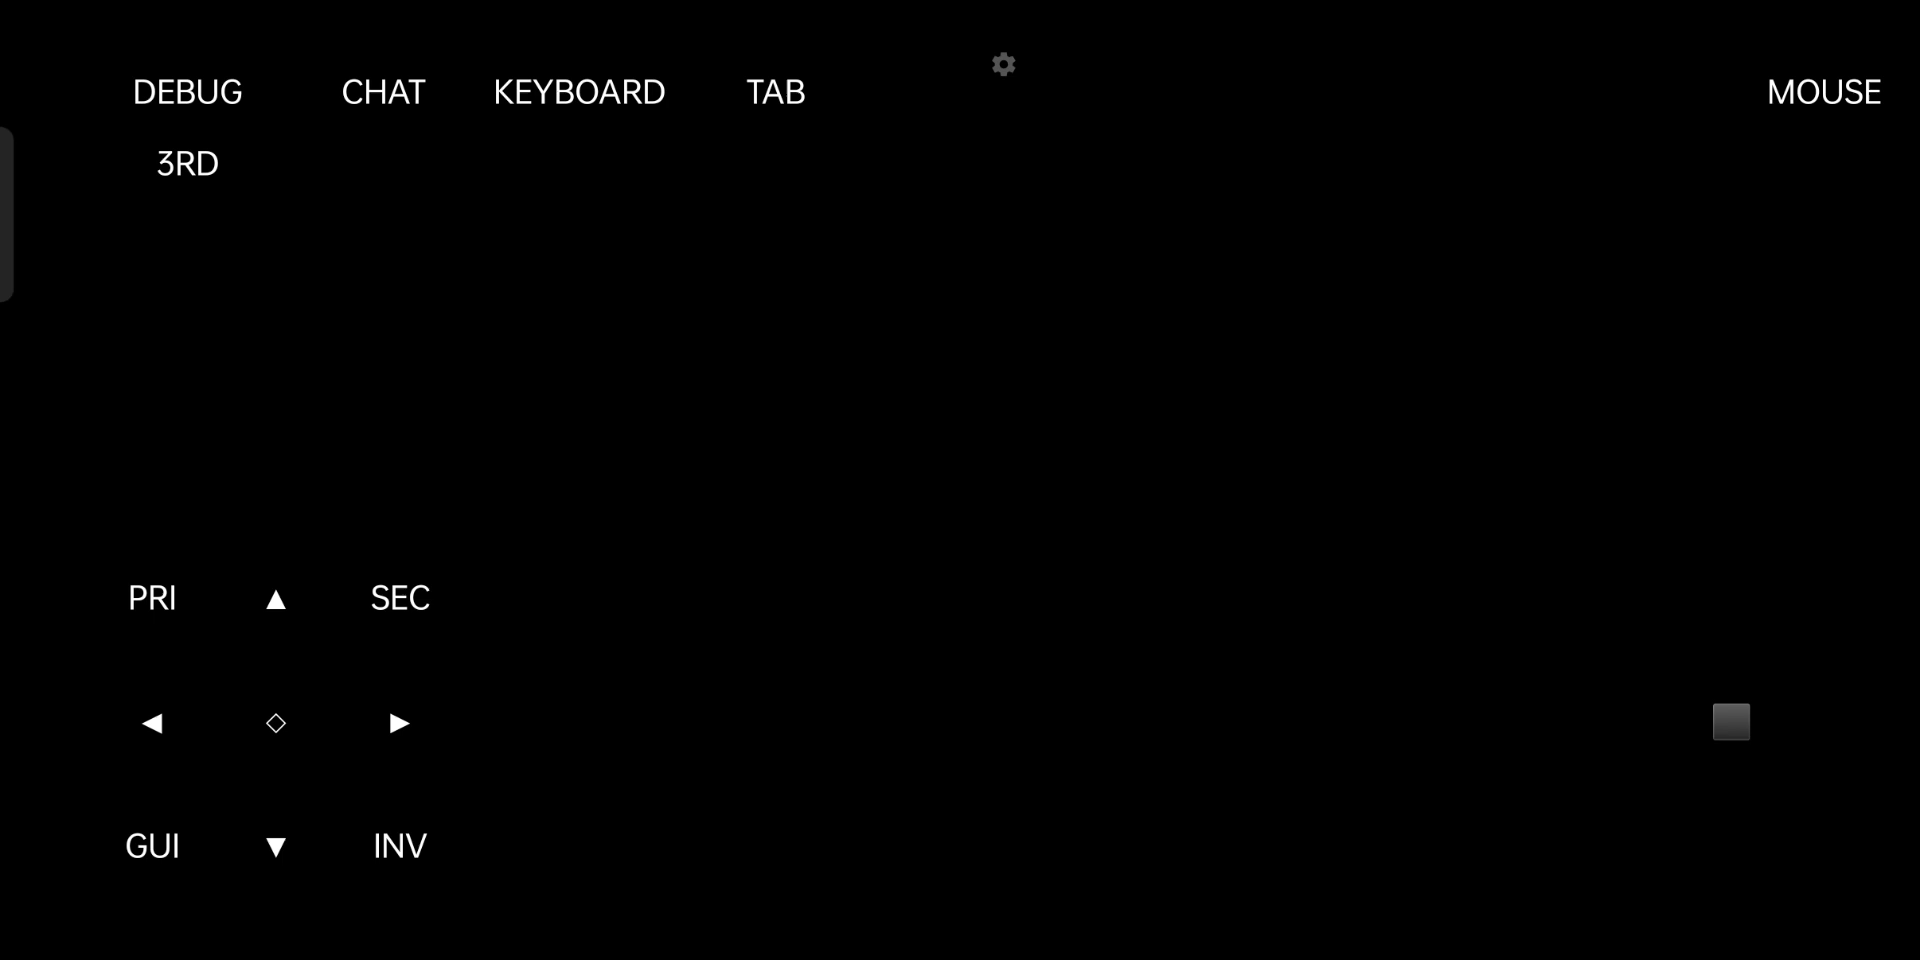 DEBUG CHAT KEYBOARD TAB MOUSE
3RD
PRI ▲ SEC
◀ ◇ ▶
GUI ▼ INV